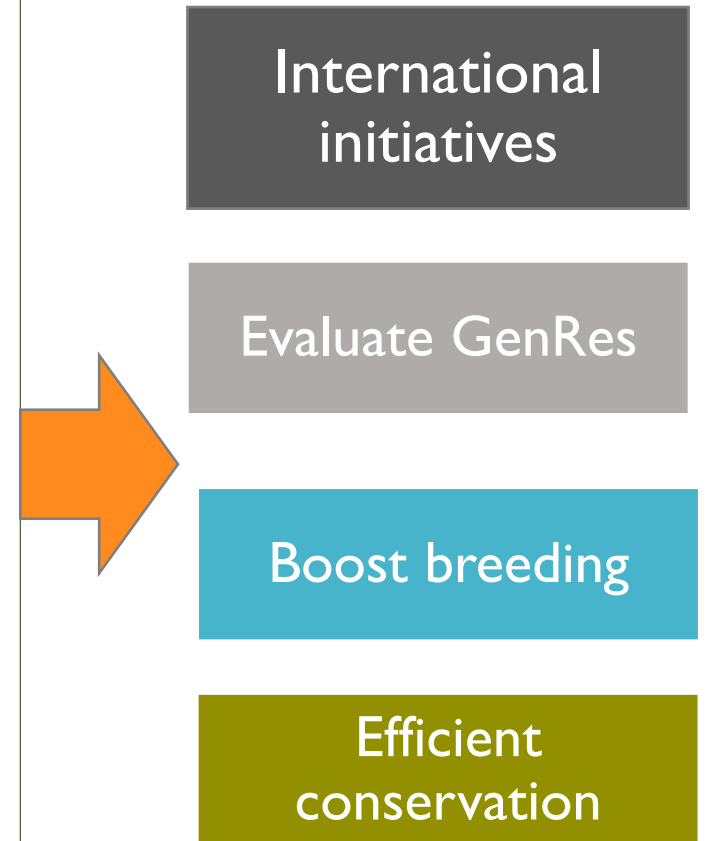 International
initiatives
Evaluate GenRes
Boost breeding
Efficient
conservation